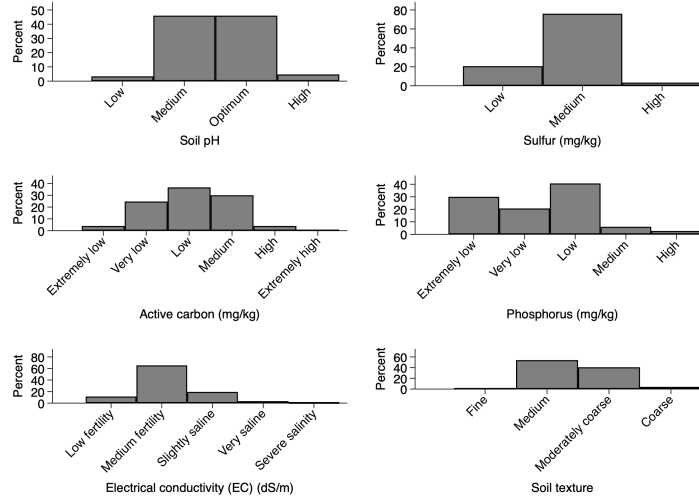 Percent
50
40
30
20
10
0
Low
Medium
Optimum
High
Soil pH
Percent
80
60
40
20
0
Low
Medium
High
Sulfur (mg/kg)
Percent
40
30
20
10
0
Extremely low
Very low
Low
Medium
High
Extremely high
Active carbon (mg/kg)
Percent
40
30
20
10
0
Extremely low
Very low
Low
Medium
High
Phosphorus (mg/kg)
Percent
80
60
40
20
0
Low fertility
Medium fertility
Slightly saline
Very saline
Severe salinity
Electrical conductivity (EC) (dS/m)
Percent
60
40
20
0
Fine
Medium
Moderately coarse
Coarse
Soil texture